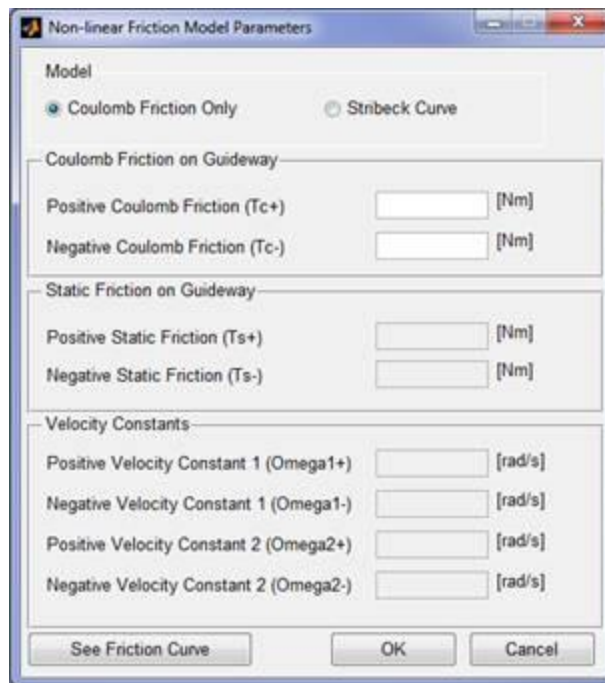 Non-linear Friction Model Parameters
Model
Coulomb Friction Only Stribeck Curve
Coulomb Friction on Guideway
Positive Coulomb Friction (Tc+) [Nm]
Negative Coulomb Friction (Tc-) [Nm]
Static Friction on Guideway
Positive Static Friction (Ts+) [Nm]
Negative Static Friction (Ts-) [Nm]
Velocity Constants
Positive Velocity Constant 1 (Omega1+) [rad/s]
Negative Velocity Constant 1 (Omega1-) [rad/s]
Positive Velocity Constant 2 (Omega2+) [rad/s]
Negative Velocity Constant 2 (Omega2-) [rad/s]
See Friction Curve OK Cancel